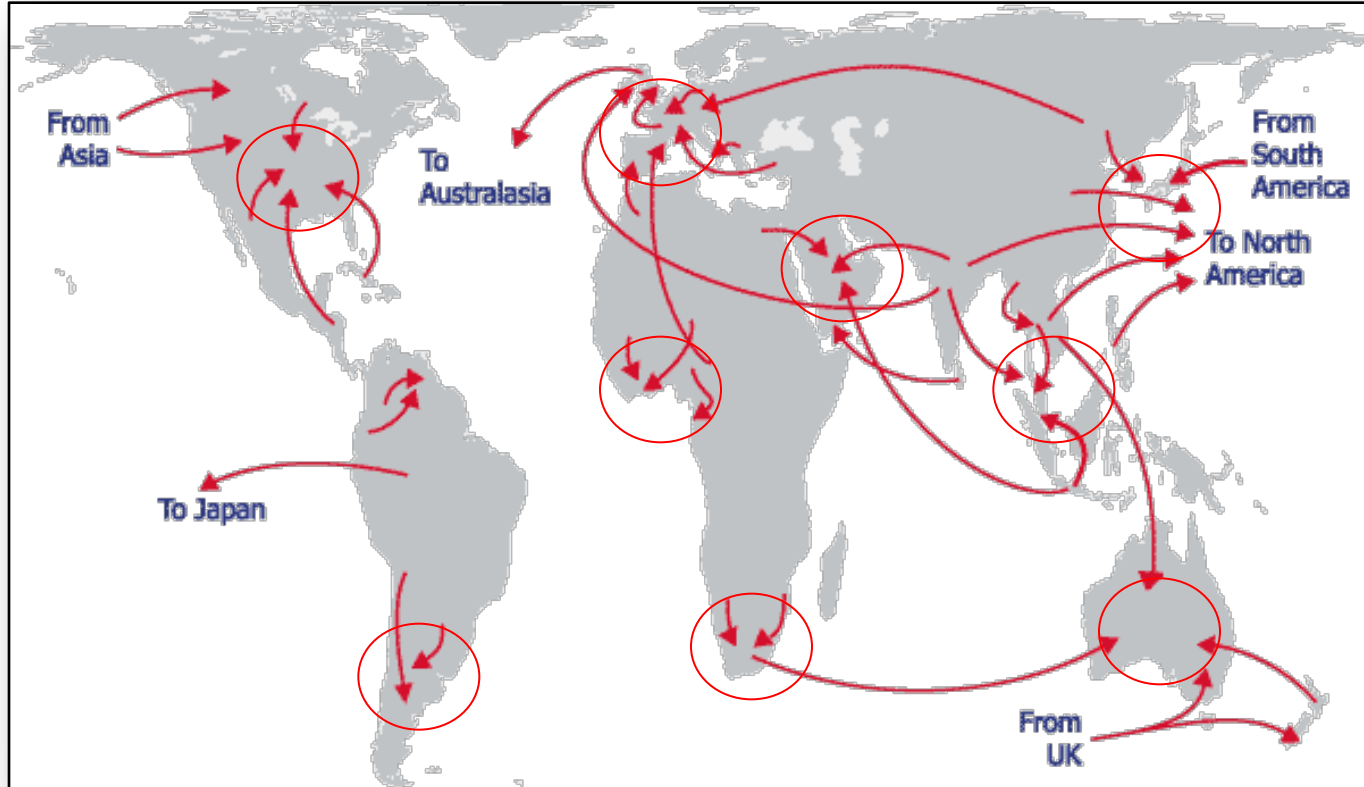 From
Asia
To
Australasia
From
South
America
To North
America
To Japan
From
UK